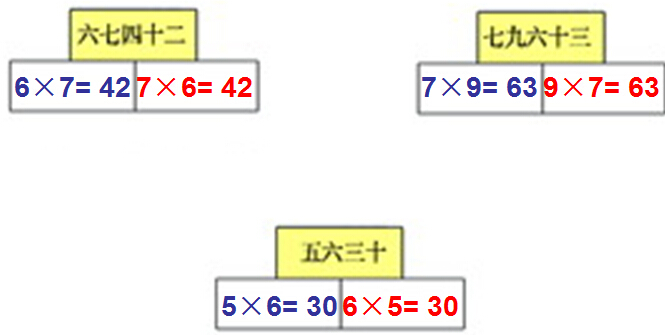 六七四十二
6×7= 42 7×6= 42
七九六十三
7×9= 63 9×7= 63
五六三十
5×6= 30 6×5= 30